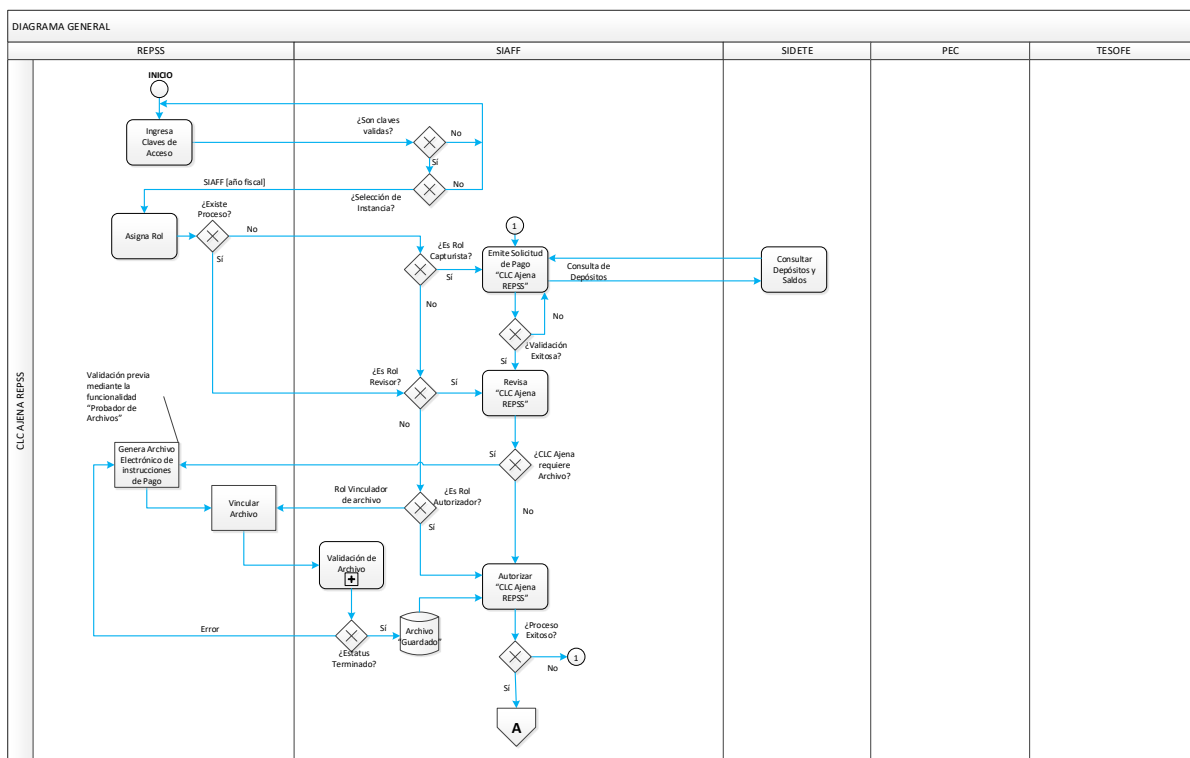 DIAGRAMA GENERAL
REPSS
SIAFF
SIDETE
PEC
TESOFE
CLC AJENA REPSS
INICIO
Ingresa
Claves de
Acceso
¿Son claves
validas?
No
Sí
SIAFF [año fiscal]
¿Selección de
Instancia?
No
Asigna Rol
¿Existe
Proceso?
No
Sí
¿Es Rol
Capturista?
Sí
No
1
Emite Solicitud
de Pago
“CLC Ajena
REPSS”
Consulta de
Depósitos
Consultar
Depósitos y
Saldos
No
¿Validación
Exitosa?
Sí
¿Es Rol
Revisor?
Sí
No
Revisa
“CLC Ajena
REPSS”
Validación previa
mediante la
funcionalidad
“Probador de
Archivos”
Genera Archivo
Electrónico de
instrucciones
de Pago
Sí
¿CLC Ajena
requiere
Archivo?
No
Vincular
Archivo
Rol Vinculador
de archivo
¿Es Rol
Autorizador?
Sí
Validación de
Archivo
Autorizar
“CLC Ajena
REPSS”
Error
Sí
¿Estatus
Terminado?
Archivo
“Guardado”
¿Proceso
Exitoso?
No
1
Sí
A